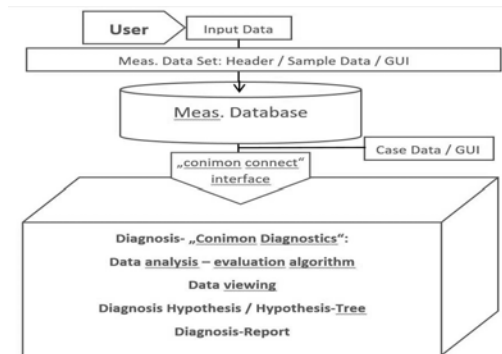 User
Input Data
Meas. Data Set: Header / Sample Data / GUI
Meas. Database
Case Data / GUI
„conimon connect“
interface
Diagnosis- „Conimon Diagnostics“:
Data analysis – evaluation algorithm
Data viewing
Diagnosis Hypothesis / Hypothesis-Tree
Diagnosis-Report